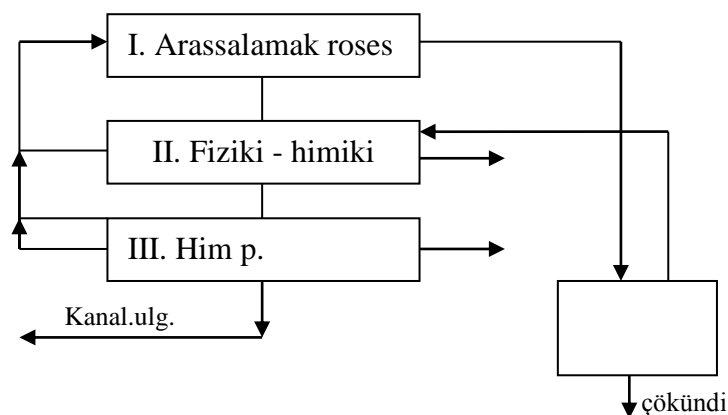 I. Arassalamak roses
II. Fiziki - himiki
III. Him p.
Kanal.ulg.
çökündi